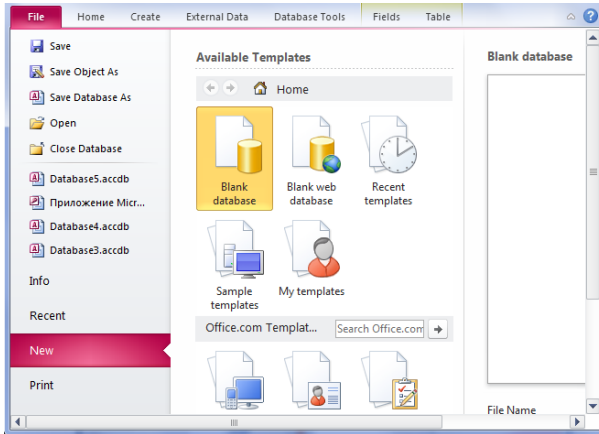 File Home Create External Data Database Tools Fields Table
Save
Save Object As
Save Database As
Open
Close Database
Database5.accdb
Приложение Micr...
Database4.accdb
Database3.accdb
Info
Recent
New
Print
Available Templates
Home
Blank database
Blank web database
Recent templates
Sample templates
My templates
Office.com Templat... Search Office.com
Blank database
File Name